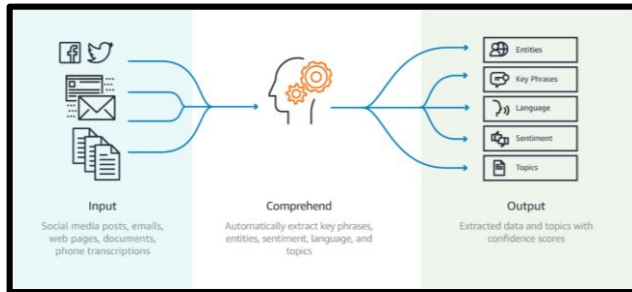 Entities
Key Phrases
Language
Sentiment
Topics
Input
Social media posts, emails,
web pages, documents,
phone transcriptions
Comprehend
Automatically extract key phrases,
entities, sentiment, language, and
topics
Output
Extracted data and topics with
confidence scores